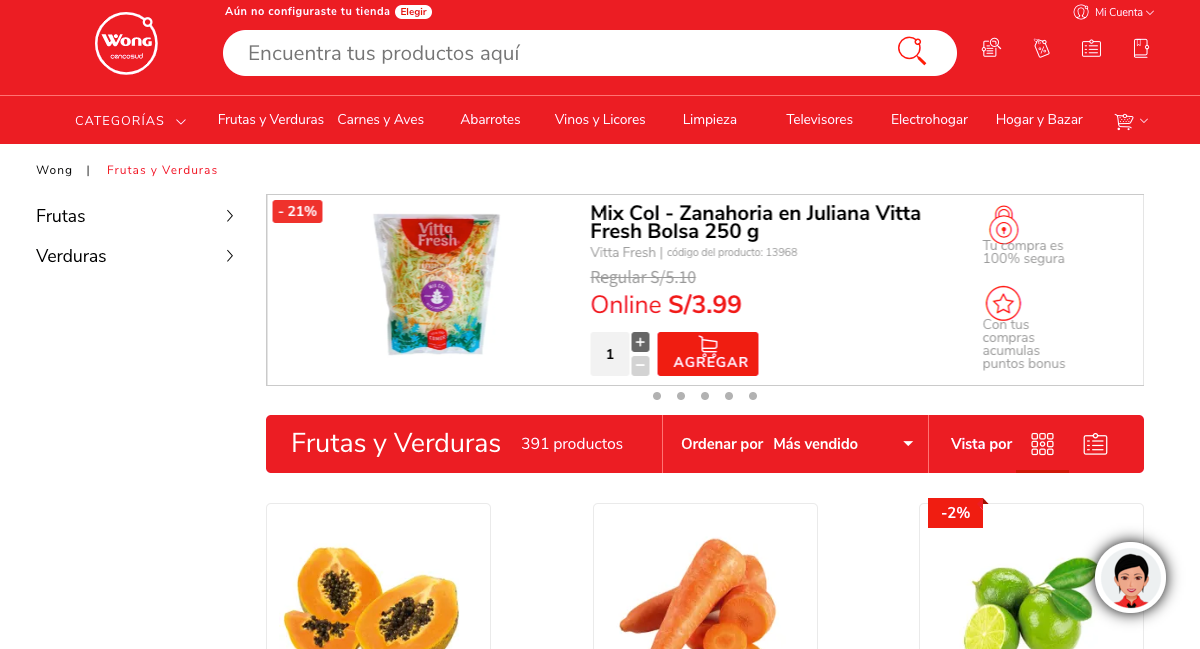 Aún no configuraste tu tienda Elegir
Mi Cuenta
WONG
cencosud
Encuentra tus productos aquí
CATEGORÍAS
Frutas y Verduras
Carnes y Aves
Abarrotes
Vinos y Licores
Limpieza
Televisores
Electrohogar
Hogar y Bazar
Wong | Frutas y Verduras
Frutas
Verduras
- 21%
Vitta
Fresh
Mix Col - Zanahoria en Juliana Vitta
Fresh Bolsa 250 g
Vitta Fresh | código del producto: 13968
Regular S/5.10
Online S/3.99
1
+
−
AGREGAR
Tu compra es
100% segura
Con tus
compras
acumulas
puntos bonus
Frutas y Verduras 391 productos
Ordenar por Más vendido
Vista por
-2%